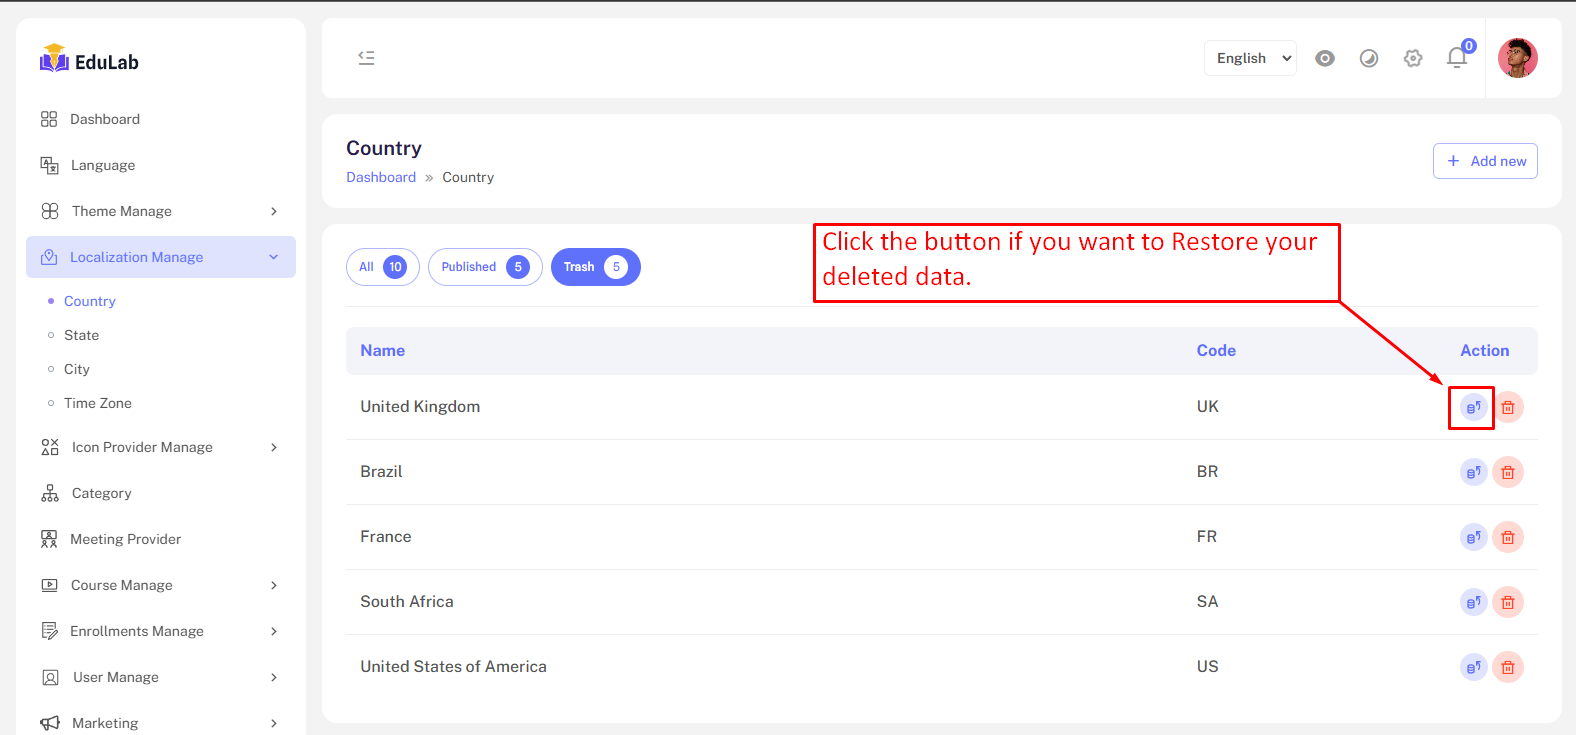 EduLab
Dashboard
Language
Theme Manage
Localization Manage
Country
State
City
Time Zone
Icon Provider Manage
Category
Meeting Provider
Course Manage
Enrollments Manage
User Manage
Marketing
English
0
Country
Dashboard » Country
+ Add new
All 10
Published 5
Trash 5
Click the button if you want to Restore your
deleted data.
Name Code Action
United Kingdom UK
Brazil BR
France FR
South Africa SA
United States of America US